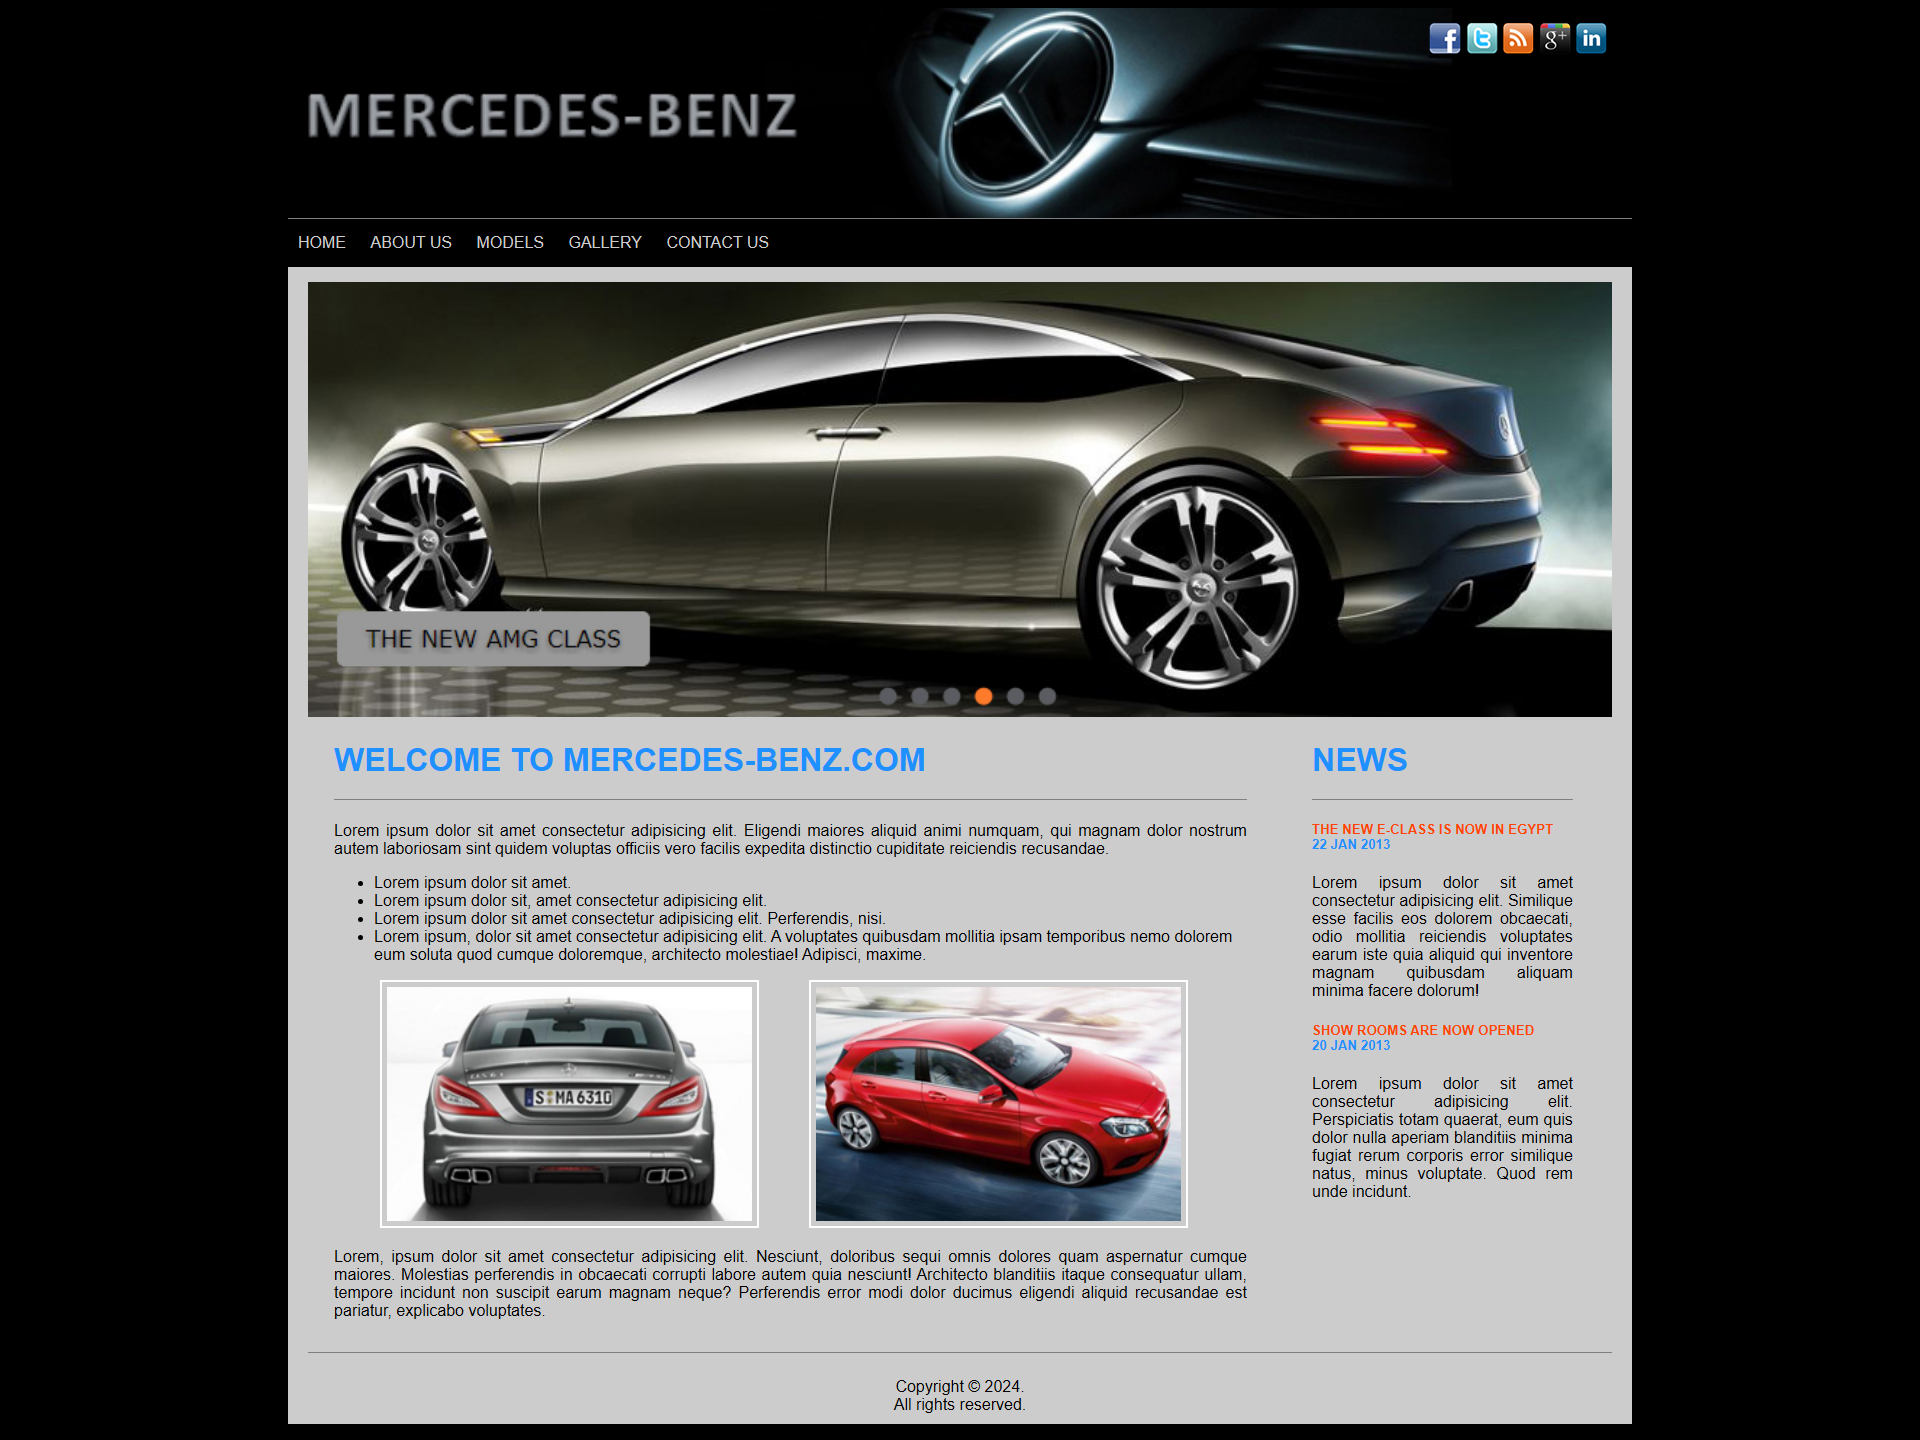 MERCEDES-BENZ
HOME ABOUT US MODELS GALLERY CONTACT US
THE NEW AMG CLASS
WELCOME TO MERCEDES-BENZ.COM
Lorem ipsum dolor sit amet consectetur adipisicing elit. Eligendi maiores aliquid animi numquam, qui magnam dolor nostrum
autem laboriosam sint quidem voluptas officiis vero facilis expedita distinctio cupiditate reiciendis recusandae.
Lorem ipsum dolor sit amet.
Lorem ipsum dolor sit, amet consectetur adipisicing elit.
Lorem ipsum dolor sit amet consectetur adipisicing elit. Perferendis, nisi.
Lorem ipsum, dolor sit amet consectetur adipisicing elit. A voluptates quibusdam mollitia ipsam temporibus nemo dolorem
eum soluta quod cumque doloremque, architecto molestiae! Adipisci, maxime.
S MA 6310
Lorem, ipsum dolor sit amet consectetur adipisicing elit. Nesciunt, doloribus sequi omnis dolores quam aspernatur cumque
maiores. Molestias perferendis in obcaecati corrupti labore autem quia nesciunt! Architecto blanditiis itaque consequatur ullam,
tempore incidunt non suscipit earum magnam neque? Perferendis error modi dolor ducimus eligendi aliquid recusandae est
pariatur, explicabo voluptates.
NEWS
THE NEW E-CLASS IS NOW IN EGYPT
22 JAN 2013
Lorem ipsum dolor sit amet
consectetur adipisicing elit. Similique
esse facilis eos dolorem obcaecati,
odio mollitia reiciendis voluptates
earum iste quia aliquid qui inventore
magnam quibusdam aliquam
minima facere dolorum!
SHOW ROOMS ARE NOW OPENED
20 JAN 2013
Lorem ipsum dolor sit amet
consectetur adipisicing elit.
Perspiciatis totam quaerat, eum quis
dolor nulla aperiam blanditiis minima
fugiat rerum corporis error similique
natus, minus voluptate. Quod rem
unde incidunt.
Copyright © 2024.
All rights reserved.